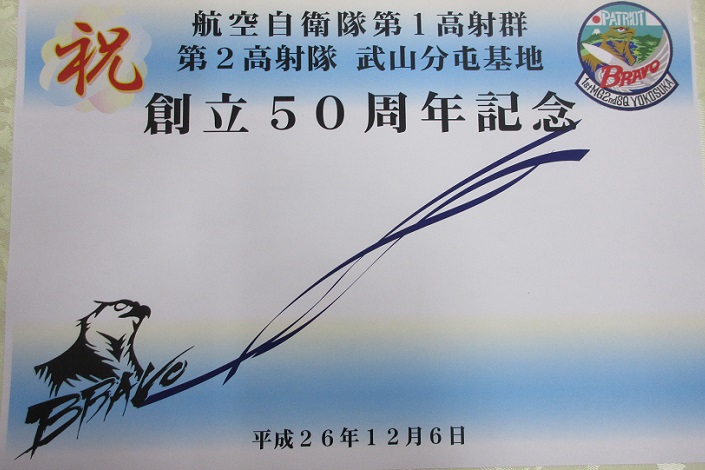 祝
航空自衛隊第１高射群
第２高射隊 武山分屯基地
創立５０周年記念
PATRIOT
BRAVO
1stMG2ndSQ YOKOSUKA
BRAVO
平成２６年１２月６日